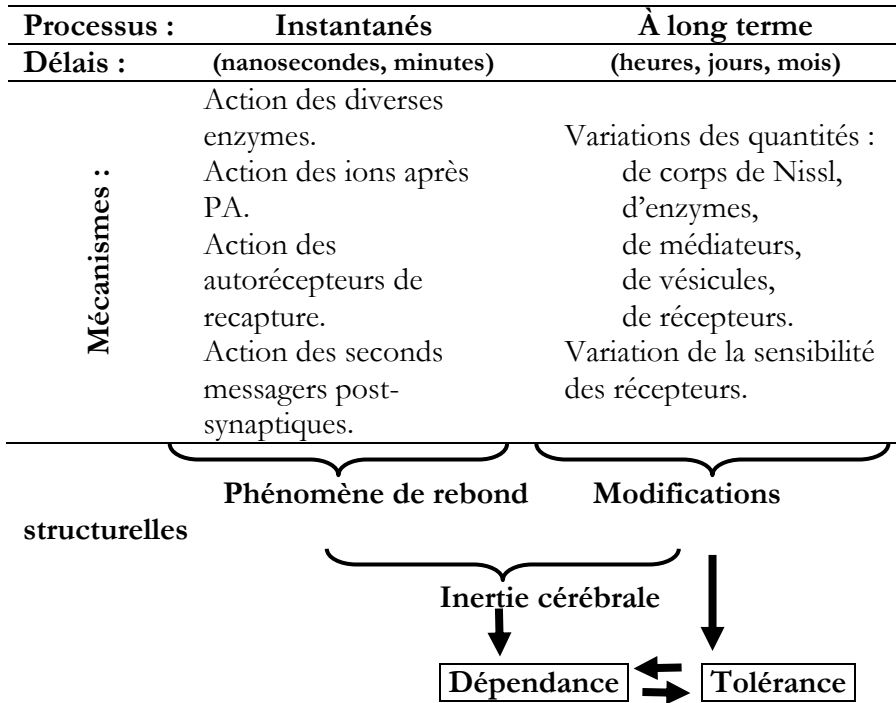 Processus : Instantanés À long terme
Délais : (nanosecondes, minutes) (heures, jours, mois)
Mécanismes :
Action des diverses
enzymes.
Action des ions après
PA.
Action des
autorécepteurs de
recapture.
Action des seconds
messagers post-
synaptiques.
Variations des quantités :
de corps de Nissl,
d’enzymes,
de médiateurs,
de vésicules,
de récepteurs.
Variation de la sensibilité
des récepteurs.
Phénomène de rebond Modifications
structurelles
Inertie cérébrale
Dépendance Tolérance